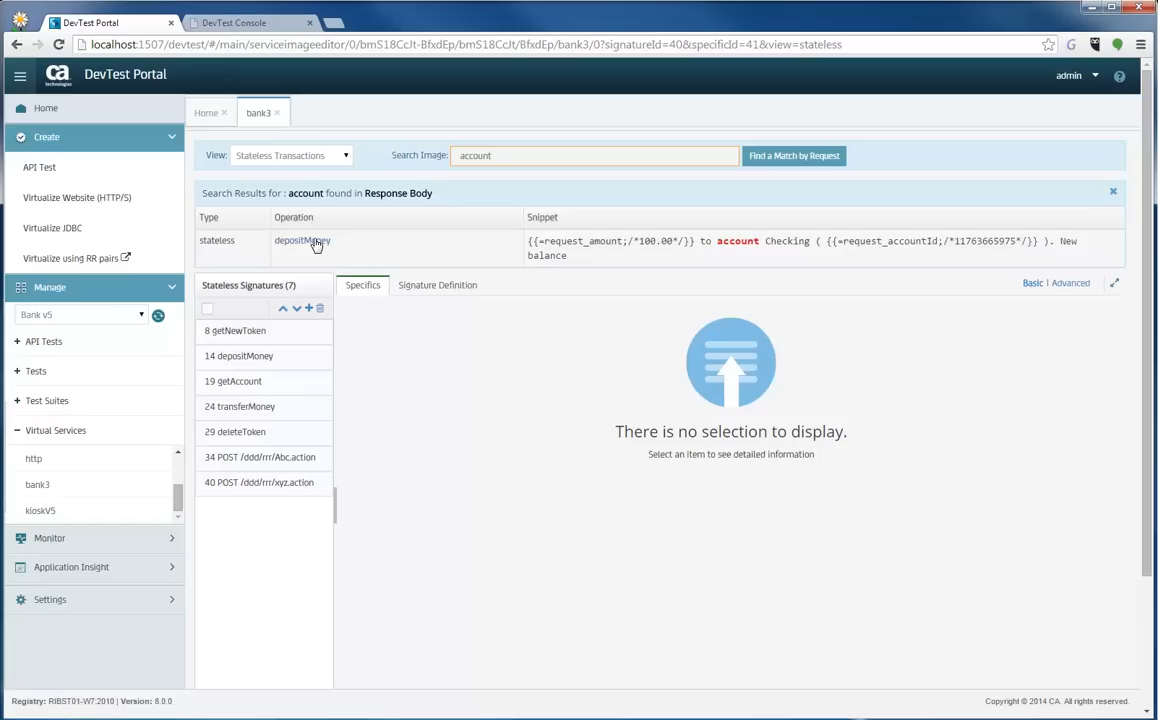 DevTest Portal
DevTest Console
localhost:1507/devtest/#/main/serviceimageeditor/0/bmS18CcJt-BfxdEp/bmS18CcJt/BfxdEp/bank3/0?signatureId=40&specificId=41&view=stateless
ca technologies
DevTest Portal
admin
Home
Home
bank3
Create
API Test
Virtualize Website (HTTP/S)
Virtualize JDBC
Virtualize using RR pairs
Manage
Bank v5
API Tests
Tests
Test Suites
Virtual Services
http
bank3
kioskV5
Monitor
Application Insight
Settings
View: Stateless Transactions
Search Image: account
Find a Match by Request
Search Results for : account found in Response Body
Type Operation Snippet
stateless depositMoney {{=request_amount;/*100.00*/}} to account Checking ( {{=request_accountId;/*11763665975*/}} ). New
balance
Stateless Signatures (7)
Specifics
Signature Definition
Basic | Advanced
8 getNewToken
14 depositMoney
19 getAccount
24 transferMoney
29 deleteToken
34 POST /ddd/rrr/Abc.action
40 POST /ddd/rrr/xyz.action
There is no selection to display.
Select an item to see detailed information
Registry: RIBST01-W7:2010 | Version: 8.0.0
Copyright © 2014 CA. All rights reserved.